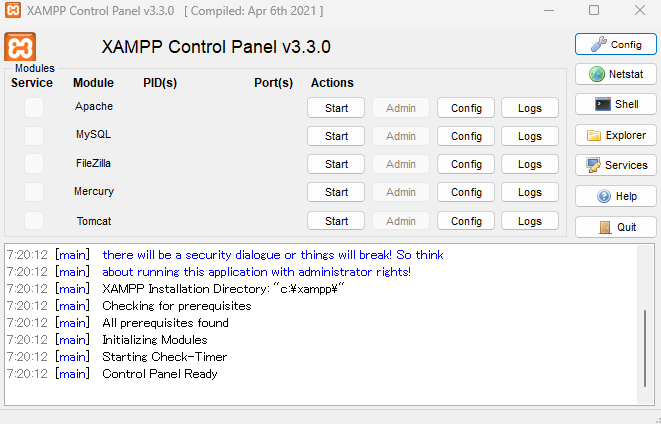 XAMPP Control Panel v3.3.0 [ Compiled: Apr 6th 2021 ]
XAMPP Control Panel v3.3.0
Config
Modules
Service Module PID(s) Port(s) Actions
Netstat
Apache Start Admin Config Logs
Shell
MySQL Start Admin Config Logs
Explorer
FileZilla Start Admin Config Logs
Services
Mercury Start Admin Config Logs
Help
Tomcat Start Admin Config Logs
Quit
7:20:12 [main] there will be a security dialogue or things will break! So think
7:20:12 [main] about running this application with administrator rights!
7:20:12 [main] XAMPP Installation Directory: "c:¥xampp¥"
7:20:12 [main] Checking for prerequisites
7:20:12 [main] All prerequisites found
7:20:12 [main] Initializing Modules
7:20:12 [main] Starting Check-Timer
7:20:12 [main] Control Panel Ready